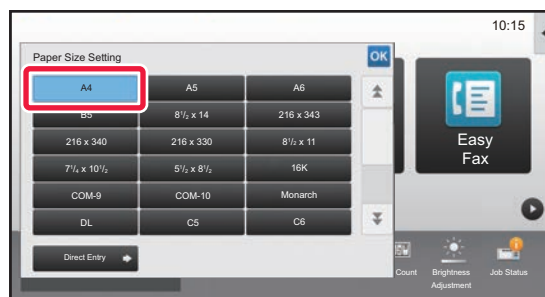 10:15
Paper Size Setting
OK
A4 A5 A6
B5 8½ x 14 216 x 343
216 x 340 216 x 330 8½ x 11
7¼ x 10½ 5½ x 8½ 16K
COM-9 COM-10 Monarch
DL C5 C6
Direct Entry
Easy
Fax
Count Brightness Job Status
Adjustment